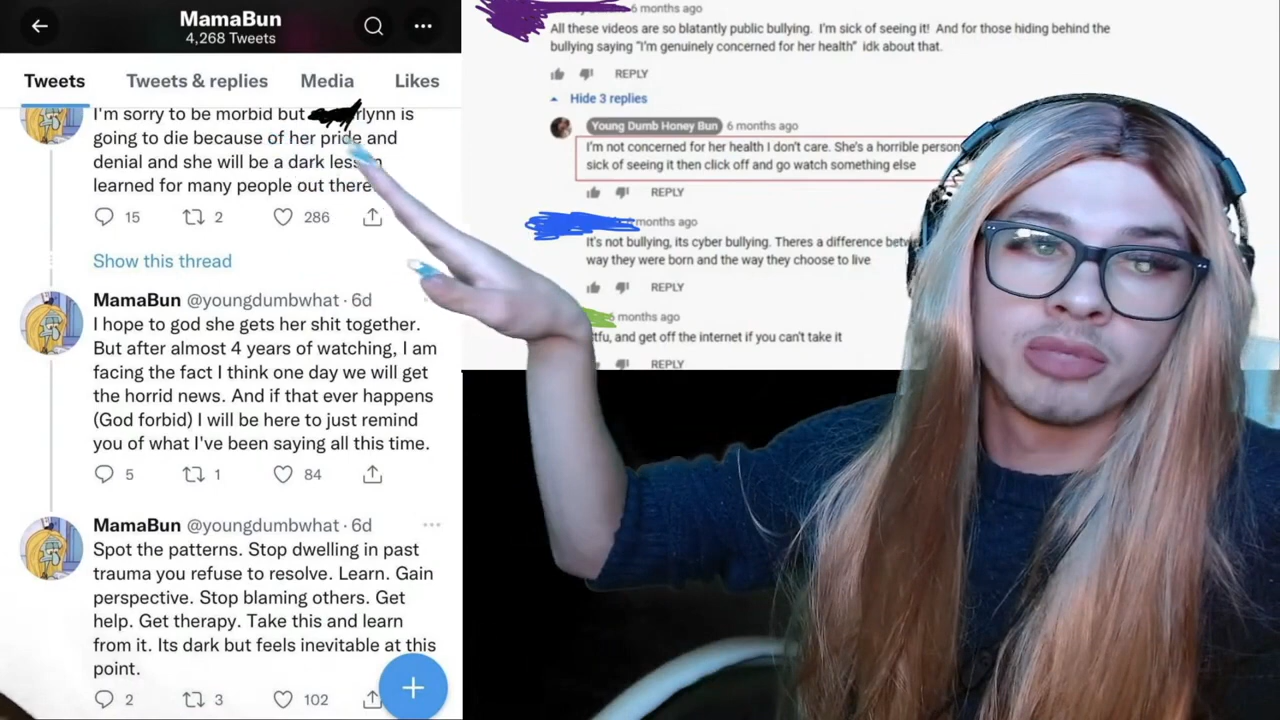 MamaBun
4,268 Tweets
Tweets Tweets & replies Media Likes
I'm sorry to be morbid but rlynn is
going to die because of her pride and
denial and she will be a dark
learned for many people out there
15 2 286
Show this thread
MamaBun @youngdumbwhat · 6d
I hope to god she gets her shit together.
But after almost 4 years of watching, I am
facing the fact I think one day we will get
the horrid news. And if that ever happens
(God forbid) I will be here to just remind
you of what I've been saying all this time.
5 1 84
MamaBun @youngdumbwhat · 6d
Spot the patterns. Stop dwelling in past
trauma you refuse to resolve. Learn. Gain
perspective. Stop blaming others. Get
help. Get therapy. Take this and learn
from it. Its dark but feels inevitable at this
point.
2 3 102
6 months ago
All these videos are so blatantly public bullying. I'm sick of seeing it! And for those hiding behind the
bullying saying "I'm genuinely concerned for her health" idk about that.
REPLY
Hide 3 replies
Young Dumb Honey Bun 6 months ago
I'm not concerned for her health I don't care. She's a horrible person
sick of seeing it then click off and go watch something else
REPLY
months ago
It's not bullying, its cyber bullying. Theres a difference
way they were born and the way they choose to live
REPLY
6 months ago
tfu, and get off the internet if you can't take it
REPLY